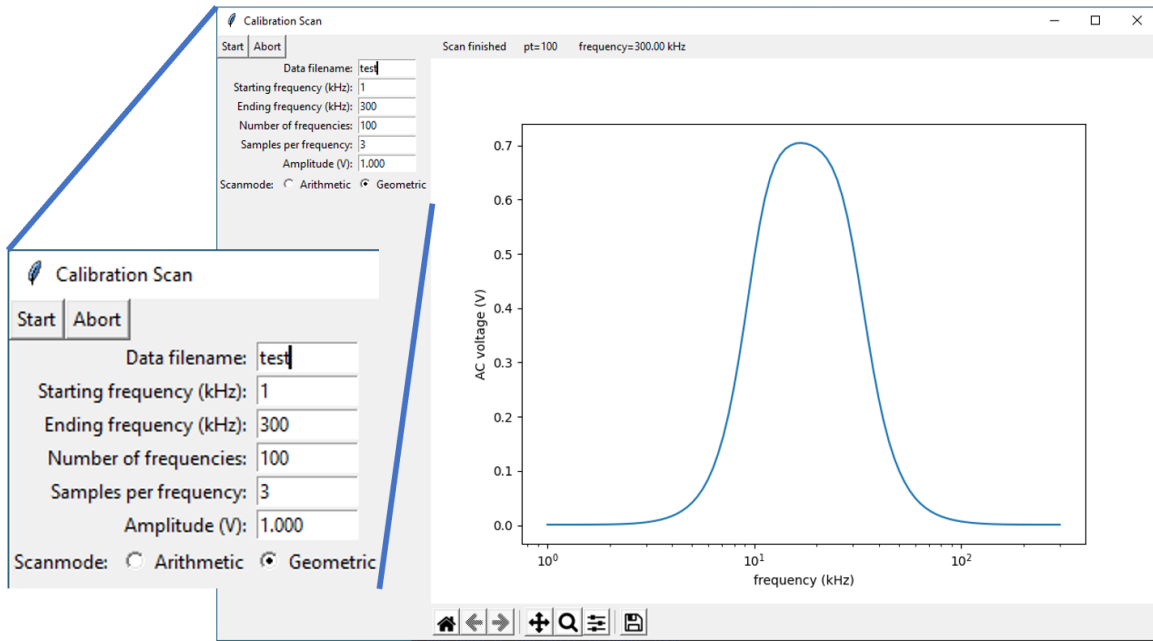 Calibration Scan
Start Abort
Scan finished pt=100 frequency=300.00 kHz
Data filename: test
Starting frequency (kHz): 1
Ending frequency (kHz): 300
Number of frequencies: 100
Samples per frequency: 3
Amplitude (V): 1.000
Scanmode: Arithmetic Geometric
Calibration Scan
Start Abort
Data filename: test
Starting frequency (kHz): 1
Ending frequency (kHz): 300
Number of frequencies: 100
Samples per frequency: 3
Amplitude (V): 1.000
Scanmode: Arithmetic Geometric
AC voltage (V)
0.7
0.6
0.5
0.4
0.3
0.2
0.1
0.0
10⁰ 10¹ 10²
frequency (kHz)